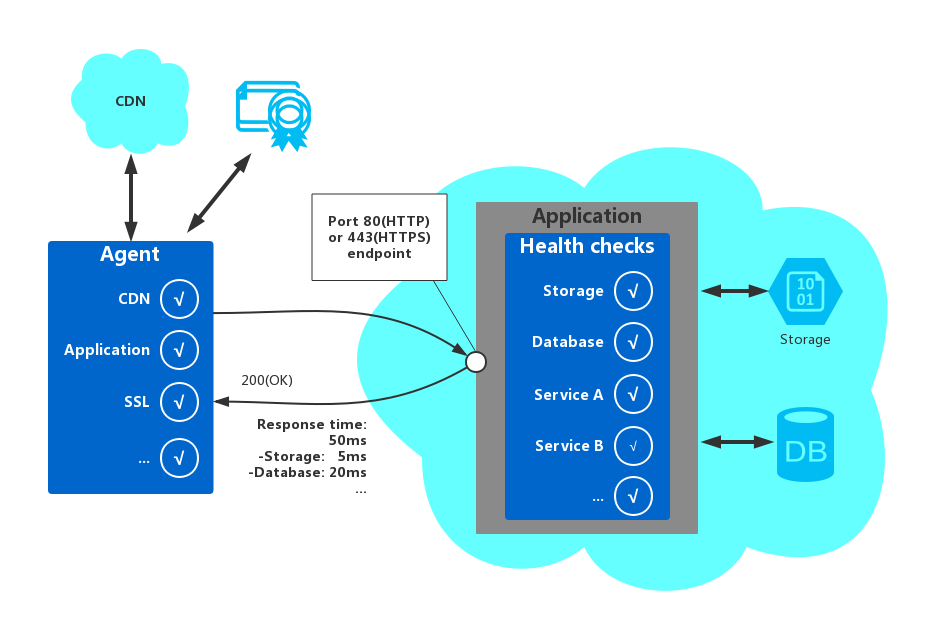 CDN
Port 80(HTTP)
or 443(HTTPS)
endpoint
Application
Health checks
Agent
CDN √
Application √
SSL √
... √
Storage √
Database √
Service A √
Service B √
... √
10
01
Storage
DB
200(OK)
Response time:
50ms
-Storage: 5ms
-Database: 20ms
...